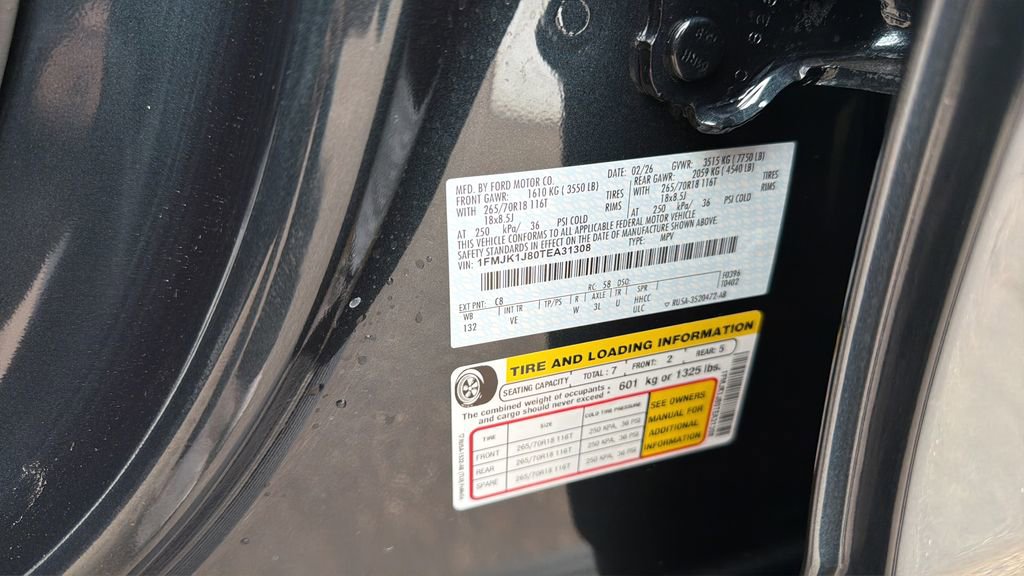 MFD. BY FORD MOTOR CO.
DATE: 02/26 GVWR: 3515 KG ( 7750 LB)
FRONT GAWR: 1610 KG ( 3550 LB)
REAR GAWR: 2059 KG ( 4540 LB)
WITH 265/70R18 116T TIRES
WITH 265/70R18 116T TIRES
18x8.5J RIMS
18x8.5J RIMS
AT 250 kPa/ 36 PSI COLD
AT 250 kPa/ 36 PSI COLD
THIS VEHICLE CONFORMS TO ALL APPLICABLE FEDERAL MOTOR VEHICLE
SAFETY STANDARDS IN EFFECT ON THE DATE OF MANUFACTURE SHOWN ABOVE.
VIN: 1FMJK1J80TEA31308 TYPE: MPV
F0396
T0402
EXT PNT: C8 RC: 58 DSO:
WB INT TR TP/PS R AXLE TR SPR
132 VE W 3L U HHCC
ULC ▽ RU5A-3520472-AB
TIRE AND LOADING INFORMATION
SEATING CAPACITY TOTAL : 7 FRONT: 2 REAR: 5
The combined weight of occupants
and cargo should never exceed : 601 kg or 1325 lbs.
TIRE SIZE COLD TIRE PRESSURE
FRONT 265/70R18 116T 250 KPA, 36 PSI
REAR 265/70R18 116T 250 KPA, 36 PSI
SPARE 265/70R18 116T 250 KPA, 36 PSI
SEE OWNERS
MANUAL FOR
ADDITIONAL
INFORMATION